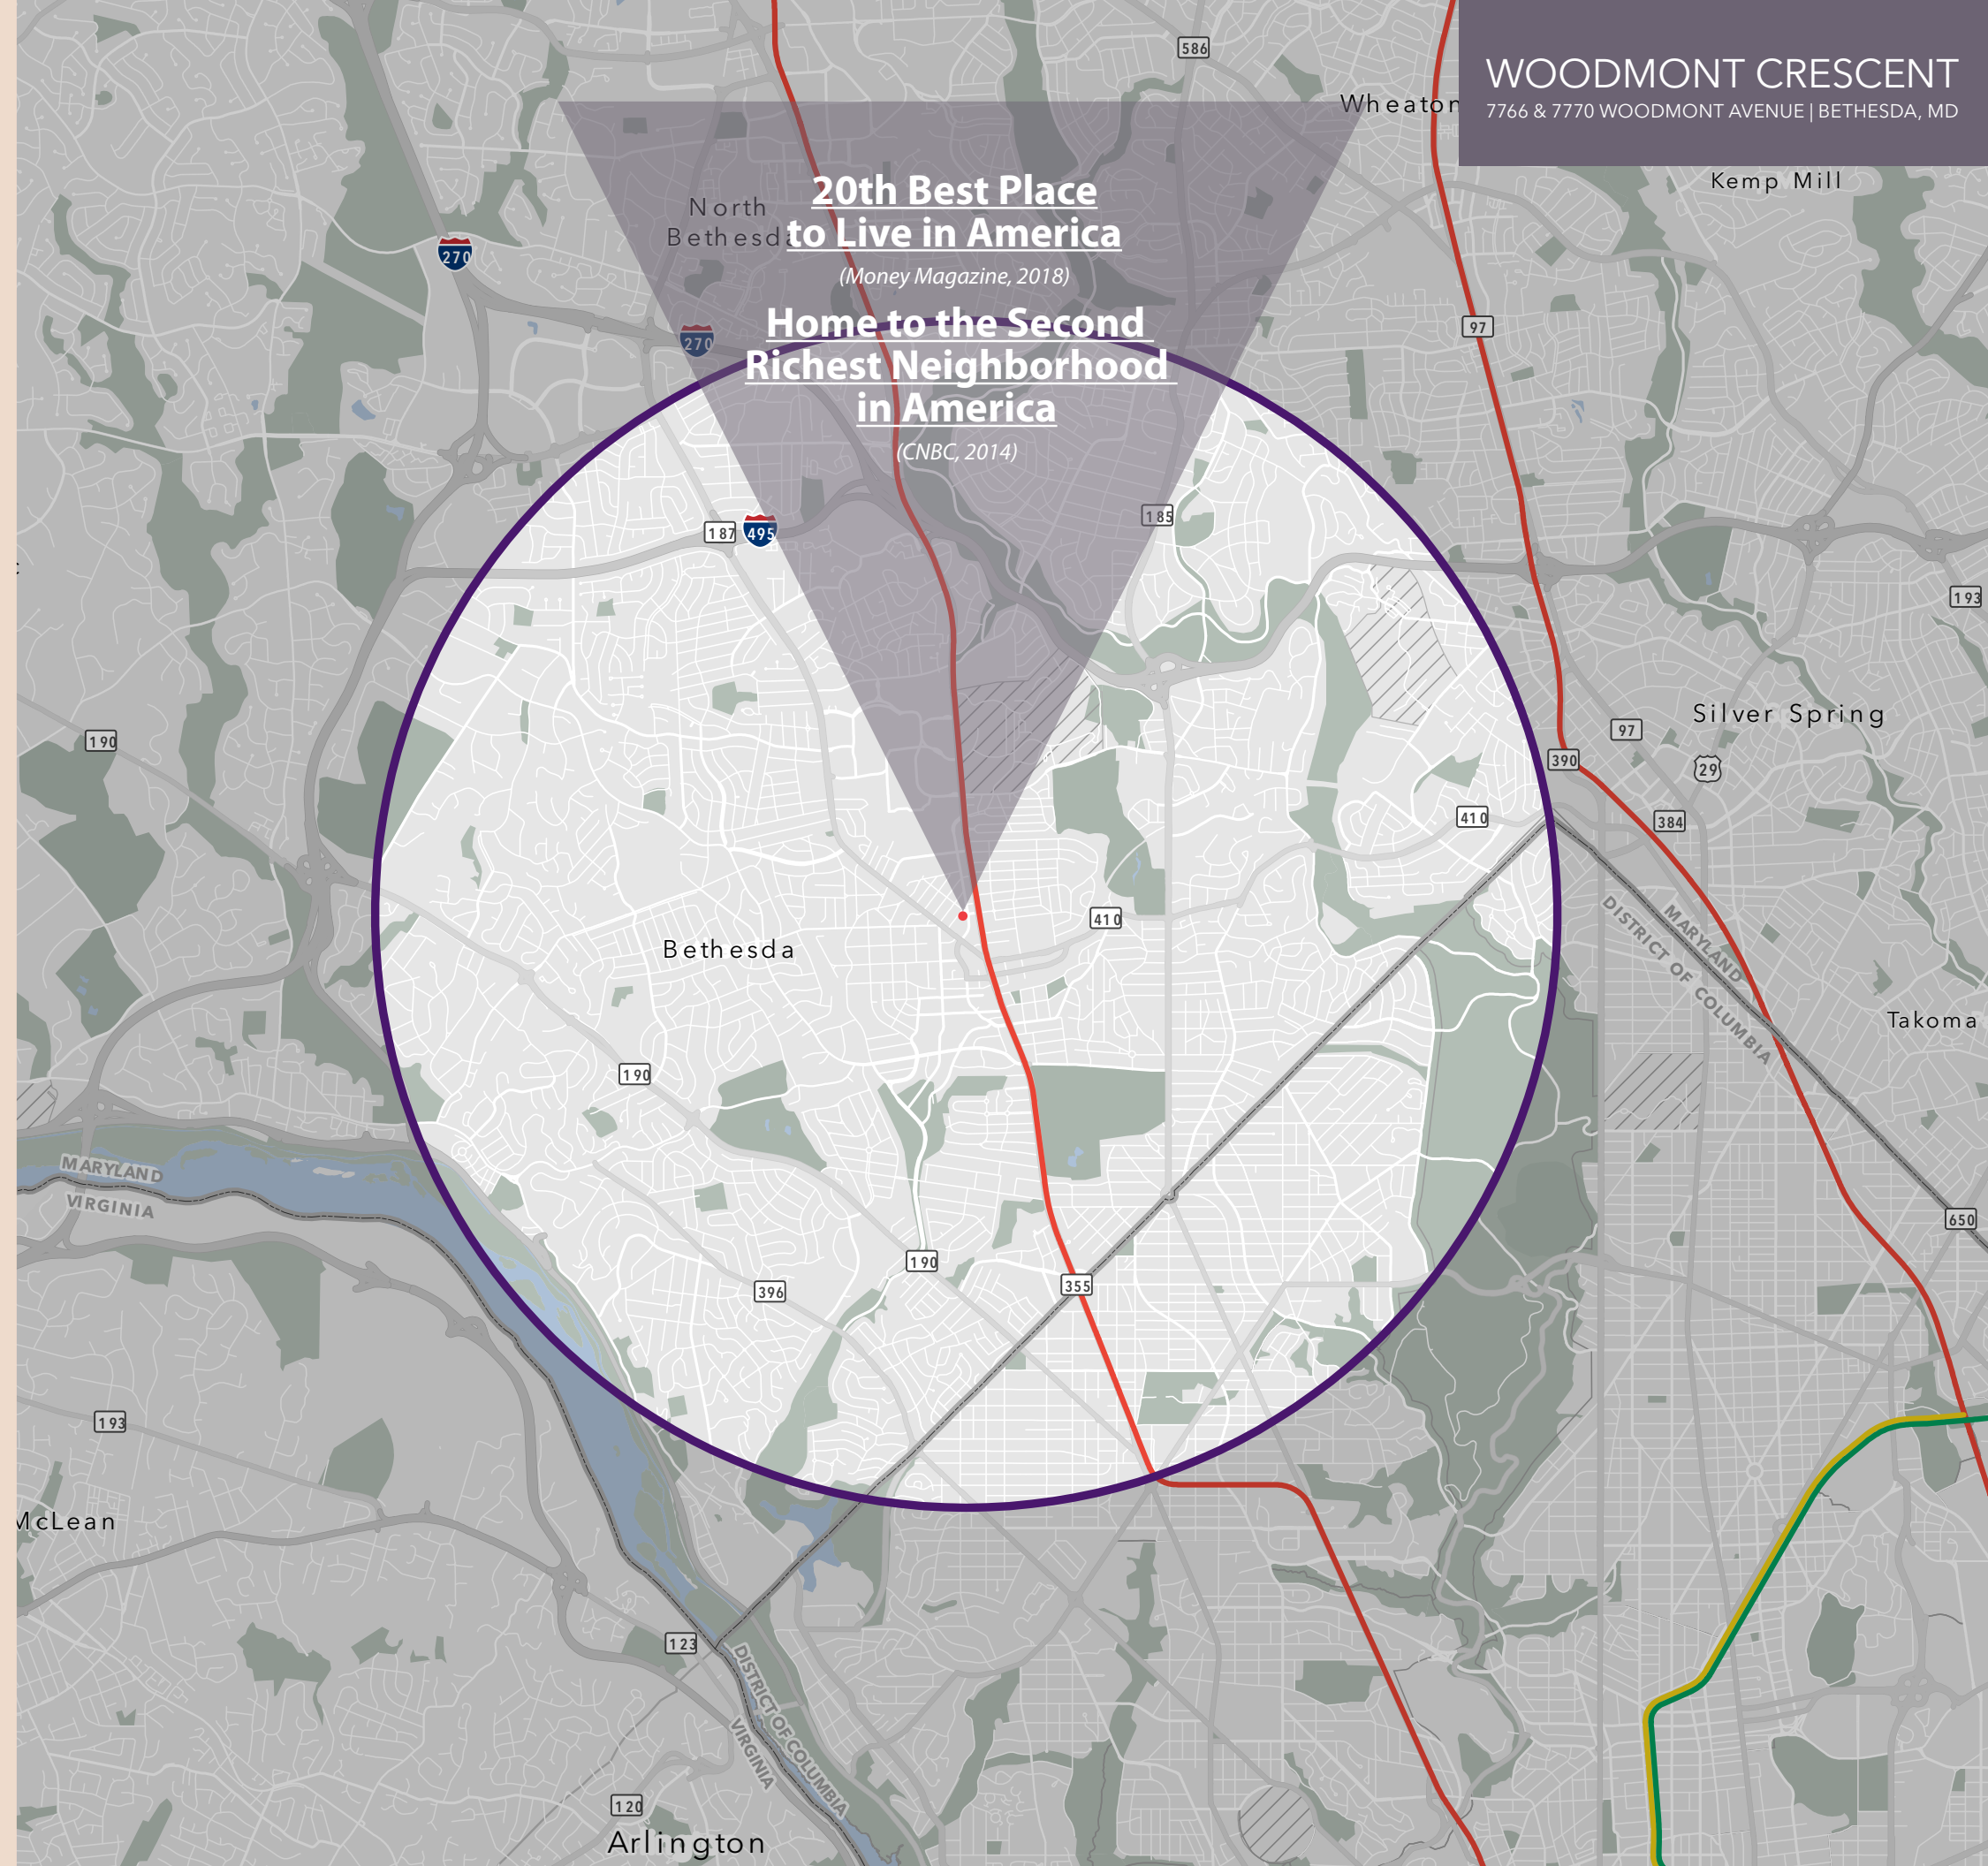 WOODMONT CRESCENT
7766 & 7770 WOODMONT AVENUE | BETHESDA, MD
586
Wheaton
Kemp Mill
20th Best Place
to Live in America
(Money Magazine, 2018)
Home to the Second
Richest Neighborhood
in America
(CNBC, 2014)
North
Bethesda
270
270
97
187
495
185
193
190
Silver Spring
97
390
29
384
410
410
Bethesda
MARYLAND
DISTRICT OF COLUMBIA
Takoma
190
MARYLAND
VIRGINIA
650
190
396
355
193
McLean
123
DISTRICT OF COLUMBIA
VIRGINIA
120
Arlington